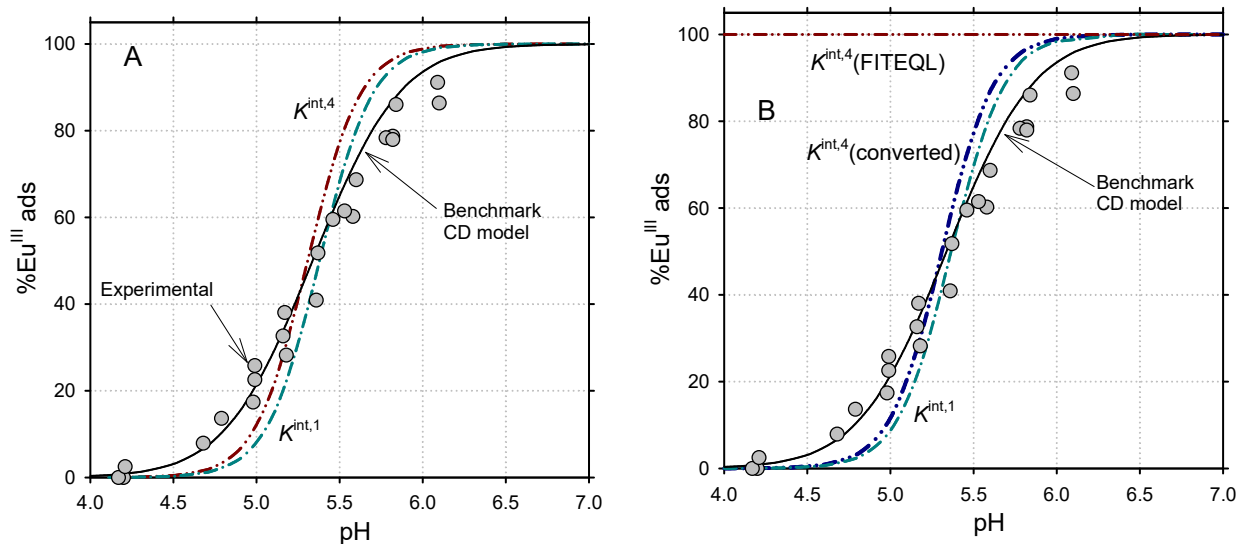 A
100
80
60
40
20
0
%Eu^III ads
K^int,4
Benchmark
CD model
Experimental
K^int,1
4.0 4.5 5.0 5.5 6.0 6.5 7.0
pH
B
100
80
60
40
20
0
%Eu^III ads
K^int,4(FITEQL)
K^int,4(converted)
Benchmark
CD model
K^int,1
4.0 4.5 5.0 5.5 6.0 6.5 7.0
pH